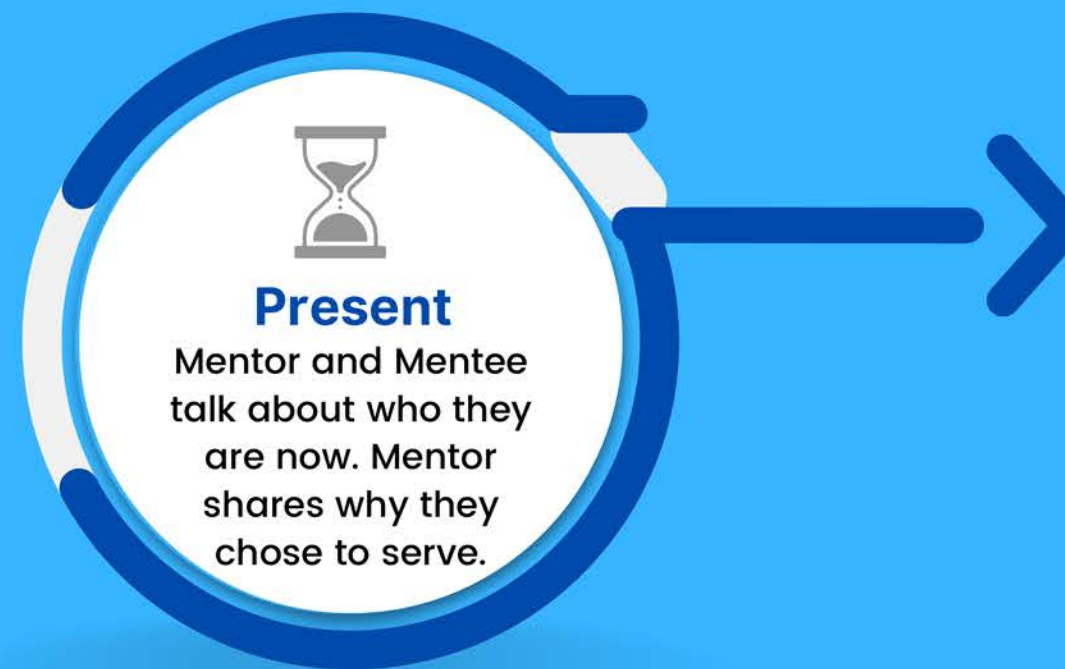 Present
Mentor and Mentee
talk about who they
are now. Mentor
shares why they
chose to serve.